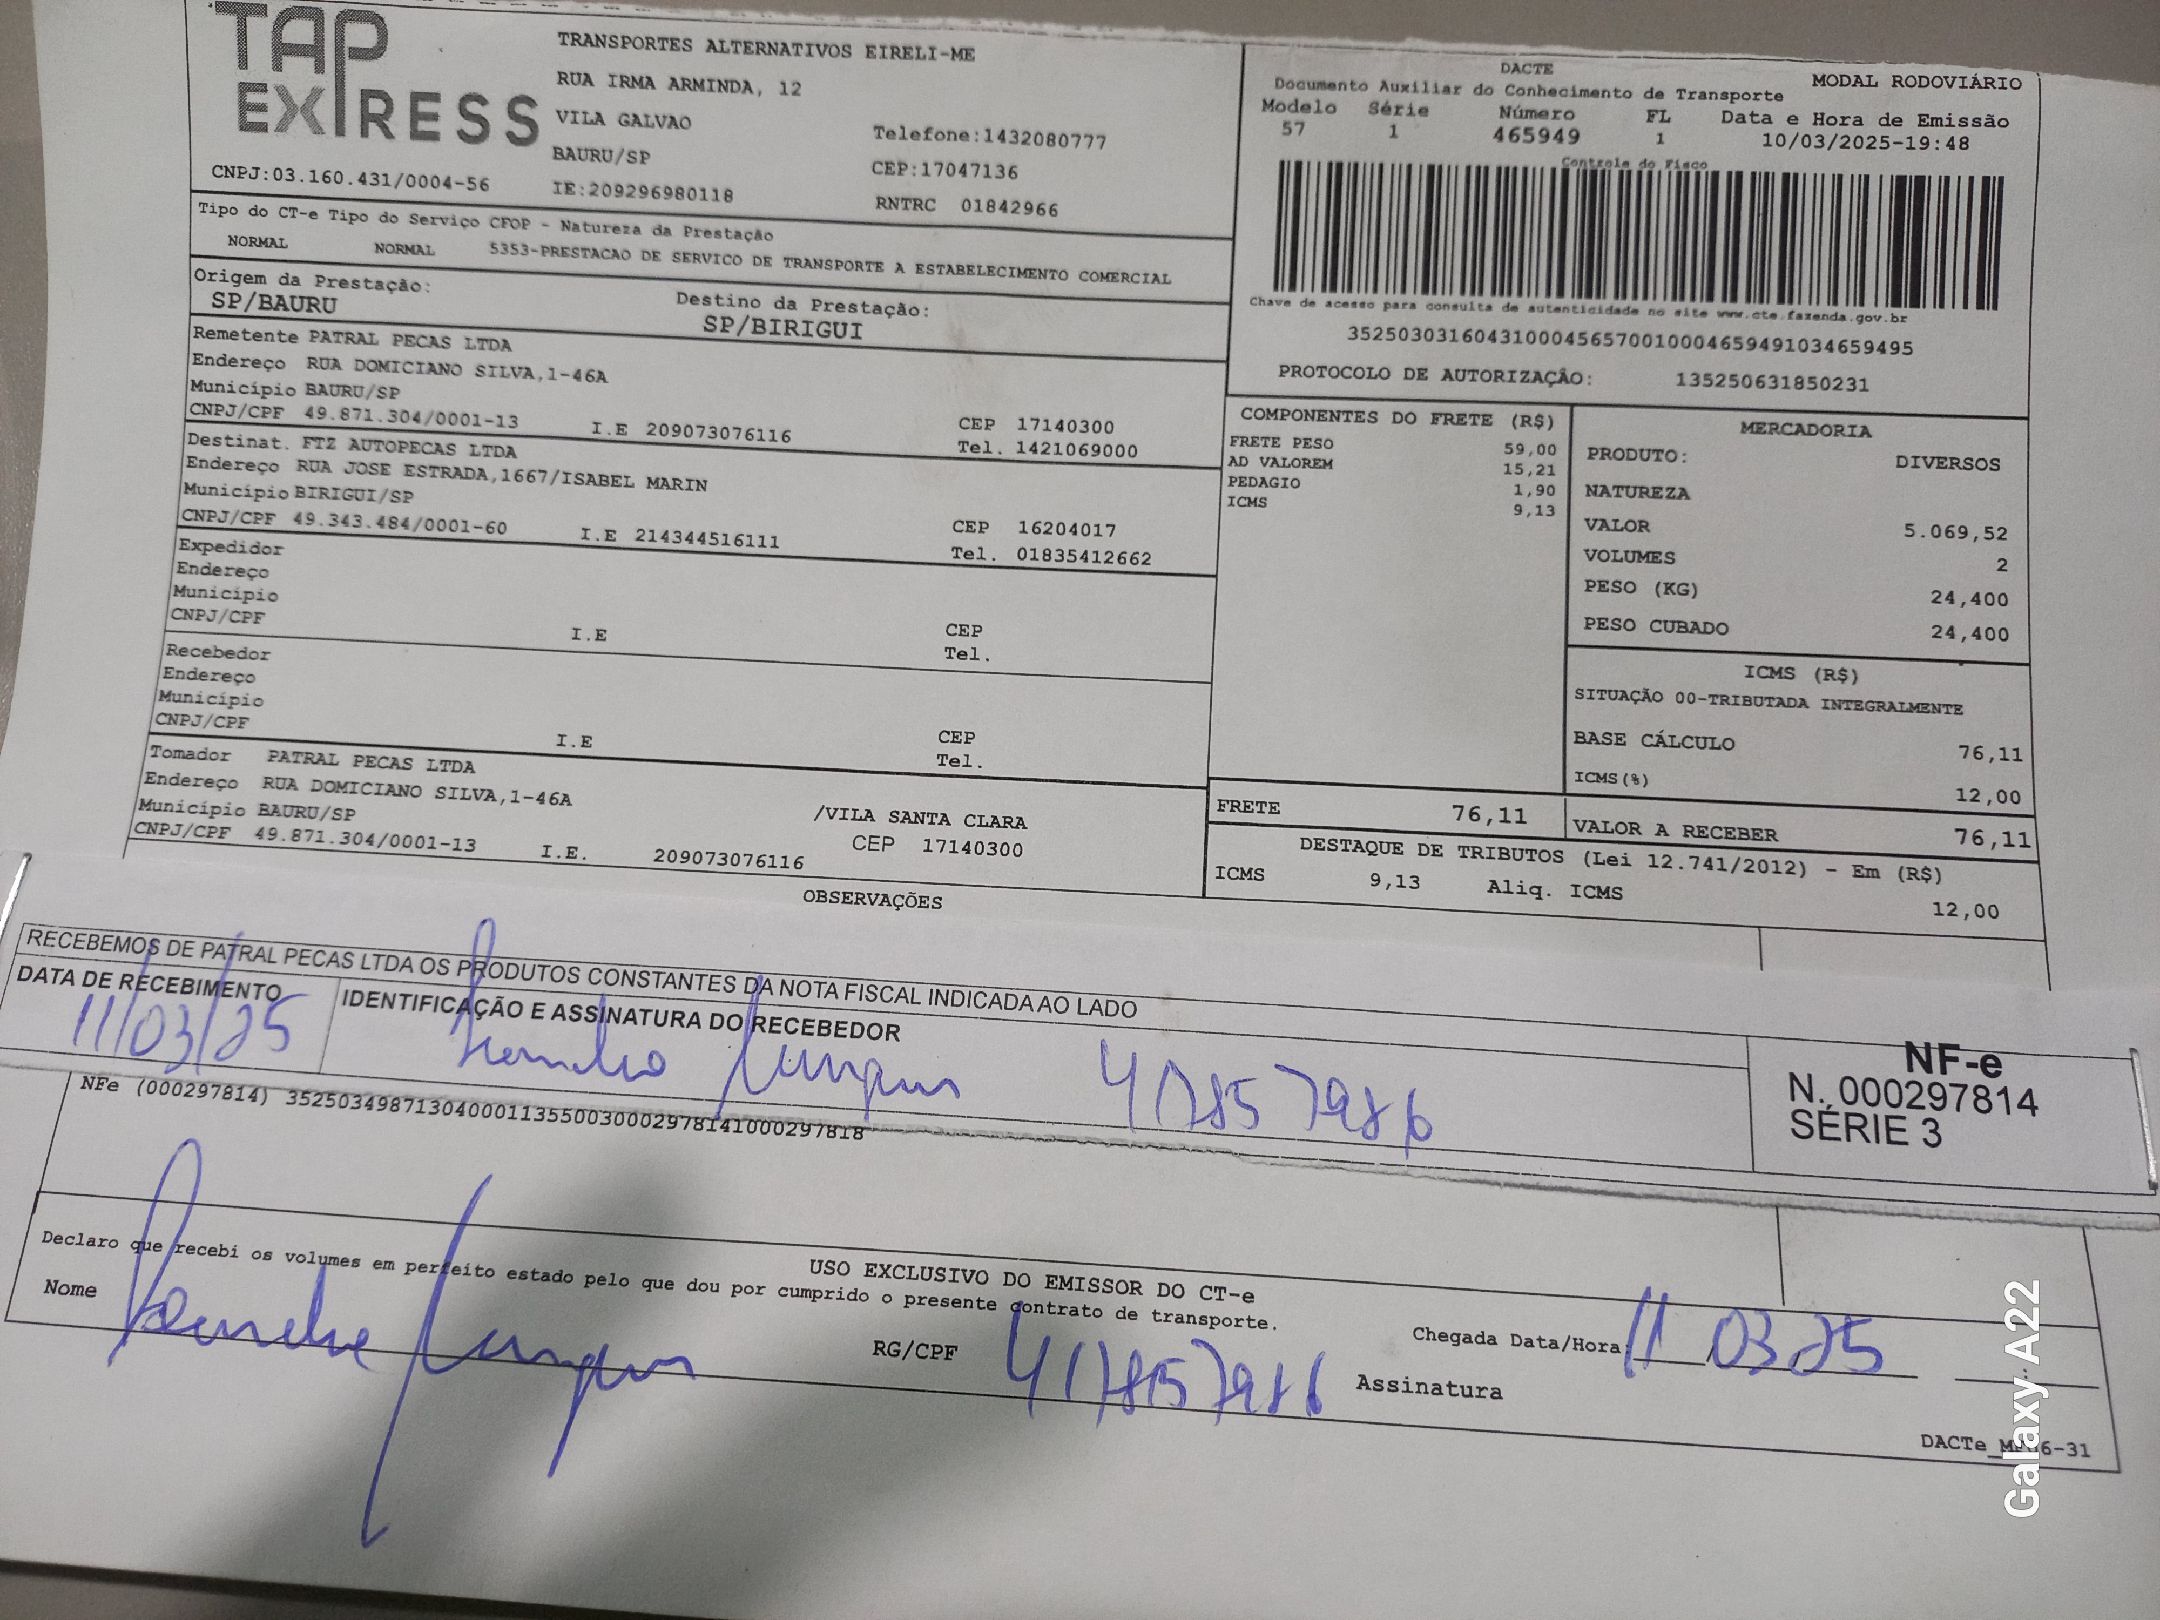 TAP EXPRESS
TRANSPORTES ALTERNATIVOS EIRELI-ME
RUA IRMA ARMINDA, 12
VILA GALVAO
BAURU/SP
Telefone:1432080777
CEP:17047136
CNPJ:03.160.431/0004-56 IE:209296980118 RNTRC 01842966
Tipo do CT-e Tipo do Serviço CFOP - Natureza da Prestação
NORMAL NORMAL 5353-PRESTACAO DE SERVICO DE TRANSPORTE A ESTABELECIMENTO COMERCIAL
Origem da Prestação: Destino da Prestação:
SP/BAURU SP/BIRIGUI
Remetente PATRAL PECAS LTDA
Endereço RUA DOMICIANO SILVA,1-46A
Município BAURU/SP CEP 17140300
CNPJ/CPF 49.871.304/0001-13 I.E 209073076116 Tel. 1421069000
Destinat. FTZ AUTOPECAS LTDA
Endereço RUA JOSE ESTRADA,1667/ISABEL MARIN
Município BIRIGUI/SP CEP 16204017
CNPJ/CPF 49.343.484/0001-60 I.E 214344516111 Tel. 01835412662
Expedidor
Endereço
Município CEP
CNPJ/CPF I.E Tel.
Recebedor
Endereço
Município CEP
CNPJ/CPF I.E Tel.
Tomador PATRAL PECAS LTDA
Endereço RUA DOMICIANO SILVA,1-46A /VILA SANTA CLARA
Município BAURU/SP CEP 17140300
CNPJ/CPF 49.871.304/0001-13 I.E. 209073076116
DACTE MODAL RODOVIÁRIO
Documento Auxiliar do Conhecimento de Transporte
Modelo Série Número FL Data e Hora de Emissão
57 1 465949 1 10/03/2025-19:48
Controle do Fisco
Chave de acesso para consulta de autenticidade no site www.cte.fazenda.gov.br
35250303160431000456570010004659491034659495
PROTOCOLO DE AUTORIZAÇÃO: 135250631850231
COMPONENTES DO FRETE (R$)
FRETE PESO 59,00
AD VALOREM 15,21
PEDAGIO 1,90
ICMS 9,13
MERCADORIA
PRODUTO: DIVERSOS
NATUREZA
VALOR 5.069,52
VOLUMES 2
PESO (KG) 24,400
PESO CUBADO 24,400
ICMS (R$)
SITUAÇÃO 00-TRIBUTADA INTEGRALMENTE
BASE CÁLCULO 76,11
ICMS(%) 12,00
FRETE 76,11 VALOR A RECEBER 76,11
DESTAQUE DE TRIBUTOS (Lei 12.741/2012) - Em (R$)
ICMS 9,13 Aliq. ICMS 12,00
OBSERVAÇÕES
RECEBEMOS DE PATRAL PECAS LTDA OS PRODUTOS CONSTANTES DA NOTA FISCAL INDICADA AO LADO
DATA DE RECEBIMENTO IDENTIFICAÇÃO E ASSINATURA DO RECEBEDOR
11/03/25 417857986
NF-e
N. 000297814
SÉRIE 3
NFe (000297814) 35250349871304000113550030002978141000297818
USO EXCLUSIVO DO EMISSOR DO CT-e
Declaro que recebi os volumes em perfeito estado pelo que dou por cumprido o presente contrato de transporte.
Nome RG/CPF 417857986 Assinatura Chegada Data/Hora: 11 03 25
Galaxy A22